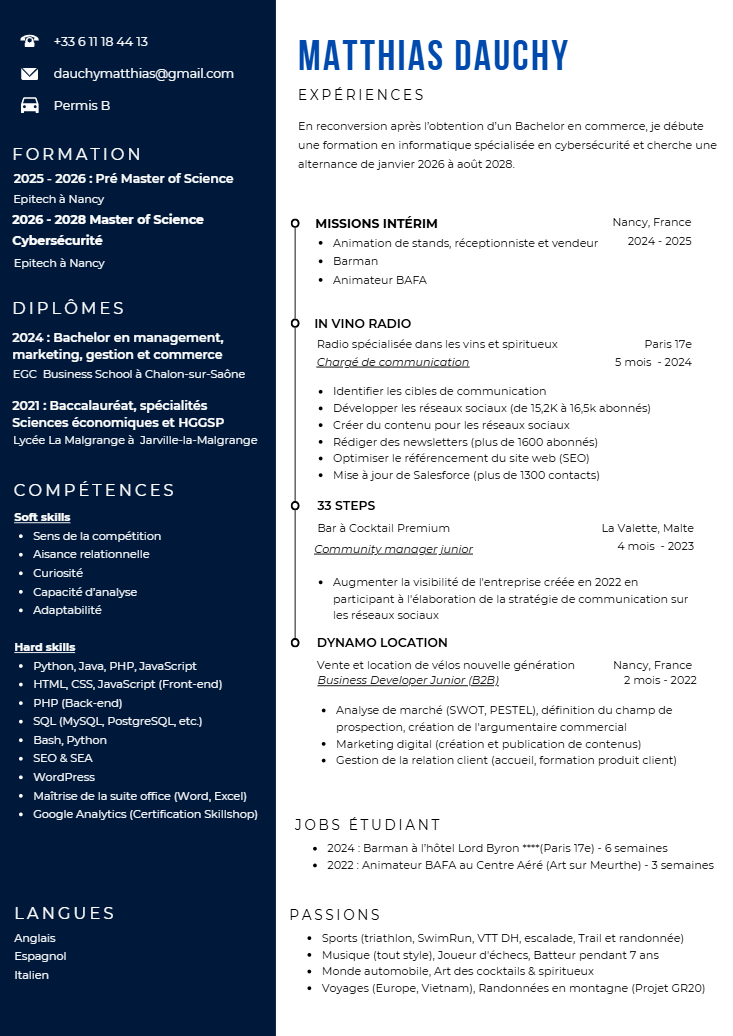 +33 6 11 18 44 13
dauchymatthias@gmail.com
Permis B
FORMATION
2025 - 2026 : Pré Master of Science
Epitech à Nancy
2026 - 2028 Master of Science
Cybersécurité
Epitech à Nancy
DIPLÔMES
2024 : Bachelor en management,
marketing, gestion et commerce
EGC Business School à Chalon-sur-Saône
2021 : Baccalauréat, spécialités
Sciences économiques et HGGSP
Lycée La Malgrange à Jarville-la-Malgrange
COMPÉTENCES
Soft skills
• Sens de la compétition
• Aisance relationnelle
• Curiosité
• Capacité d'analyse
• Adaptabilité
Hard skills
• Python, Java, PHP, JavaScript
• HTML, CSS, JavaScript (Front-end)
• PHP (Back-end)
• SQL (MySQL, PostgreSQL, etc.)
• Bash, Python
• SEO & SEA
• WordPress
• Maîtrise de la suite office (Word, Excel)
• Google Analytics (Certification Skillshop)
LANGUES
Anglais
Espagnol
Italien
MATTHIAS DAUCHY
EXPÉRIENCES
En reconversion après l'obtention d'un Bachelor en commerce, je débute
une formation en informatique spécialisée en cybersécurité et cherche une
alternance de janvier 2026 à août 2028.
MISSIONS INTÉRIM Nancy, France
• Animation de stands, réceptionniste et vendeur 2024 - 2025
• Barman
• Animateur BAFA
IN VINO RADIO
Radio spécialisée dans les vins et spiritueux Paris 17e
Chargé de communication 5 mois - 2024
• Identifier les cibles de communication
• Développer les réseaux sociaux (de 15,2K à 16,5k abonnés)
• Créer du contenu pour les réseaux sociaux
• Rédiger des newsletters (plus de 1600 abonnés)
• Optimiser le référencement du site web (SEO)
• Mise à jour de Salesforce (plus de 1300 contacts)
33 STEPS
Bar à Cocktail Premium La Valette, Malte
Community manager junior 4 mois - 2023
• Augmenter la visibilité de l'entreprise créée en 2022 en
participant à l'élaboration de la stratégie de communication sur
les réseaux sociaux
DYNAMO LOCATION
Vente et location de vélos nouvelle génération Nancy, France
Business Developer Junior (B2B) 2 mois - 2022
• Analyse de marché (SWOT, PESTEL), définition du champ de
prospection, création de l'argumentaire commercial
• Marketing digital (création et publication de contenus)
• Gestion de la relation client (accueil, formation produit client)
JOBS ÉTUDIANT
• 2024 : Barman à l'hôtel Lord Byron ****(Paris 17e) - 6 semaines
• 2022 : Animateur BAFA au Centre Aéré (Art sur Meurthe) - 3 semaines
PASSIONS
• Sports (triathlon, SwimRun, VTT DH, escalade, Trail et randonnée)
• Musique (tout style), Joueur d'échecs, Batteur pendant 7 ans
• Monde automobile, Art des cocktails & spiritueux
• Voyages (Europe, Vietnam), Randonnées en montagne (Projet GR20)